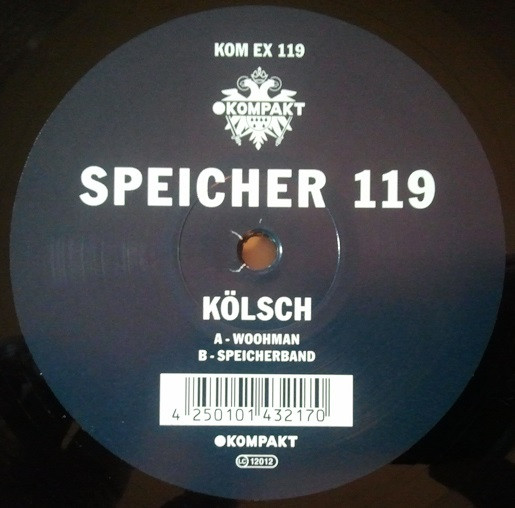 KOM EX 119
KOMPAKT
SPEICHER 119
KÖLSCH
A - WOOHMAN
B - SPEICHERBAND
4 250101 432170
KOMPAKT
LC 12012